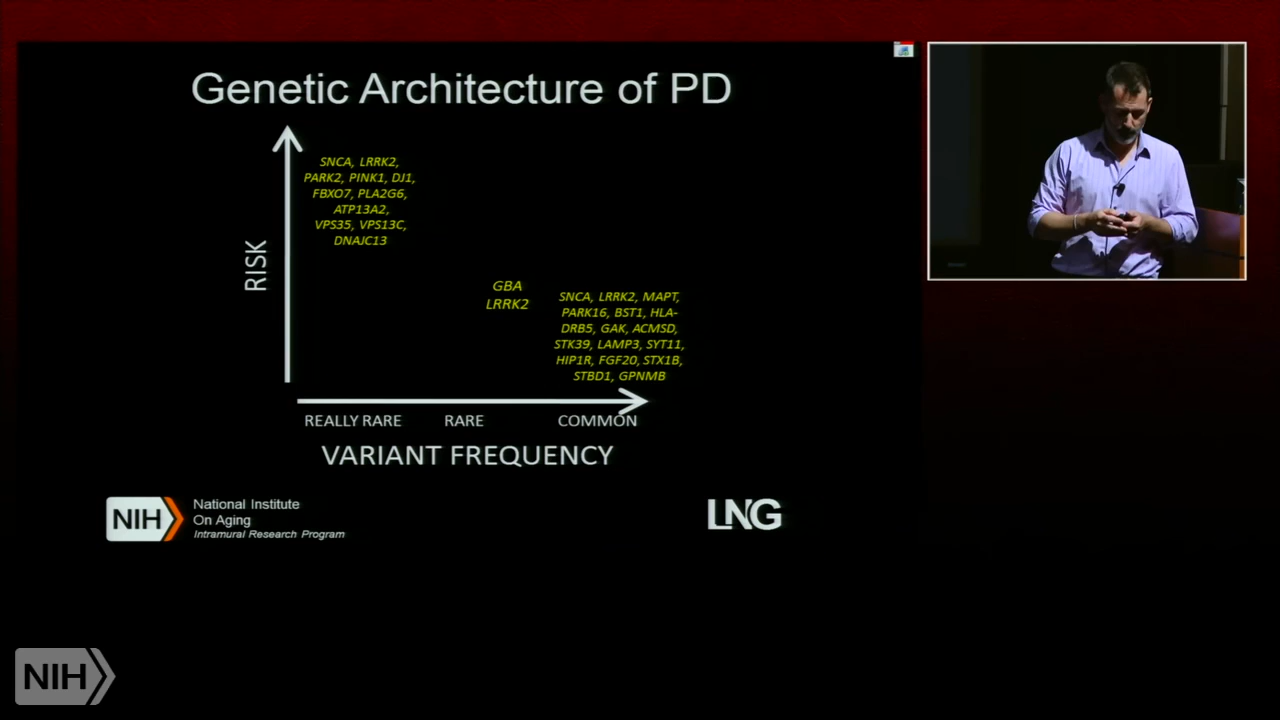 Genetic Architecture of PD
SNCA, LRRK2,
PARK2, PINK1, DJ1,
FBXO7, PLA2G6,
ATP13A2,
VPS35, VPS13C,
DNAJC13
RISK
GBA
LRRK2
SNCA, LRRK2, MAPT,
PARK16, BST1, HLA-
DRB5, GAK, ACMSD,
STK39, LAMP3, SYT11,
HIP1R, FGF20, STX1B,
STBD1, GPNMB
REALLY RARE
RARE
COMMON
VARIANT FREQUENCY
NIH
National Institute
On Aging
Intramural Research Program
LNG
NIH